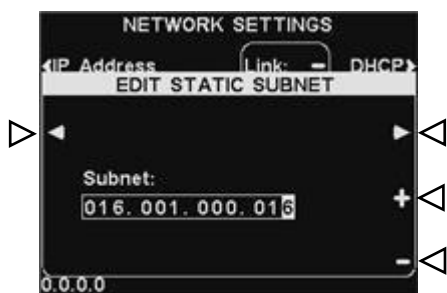 NETWORK SETTINGS
IP Address Link: – DHCP
EDIT STATIC SUBNET
Subnet:
016.001.000.016
+
–
0.0.0.0